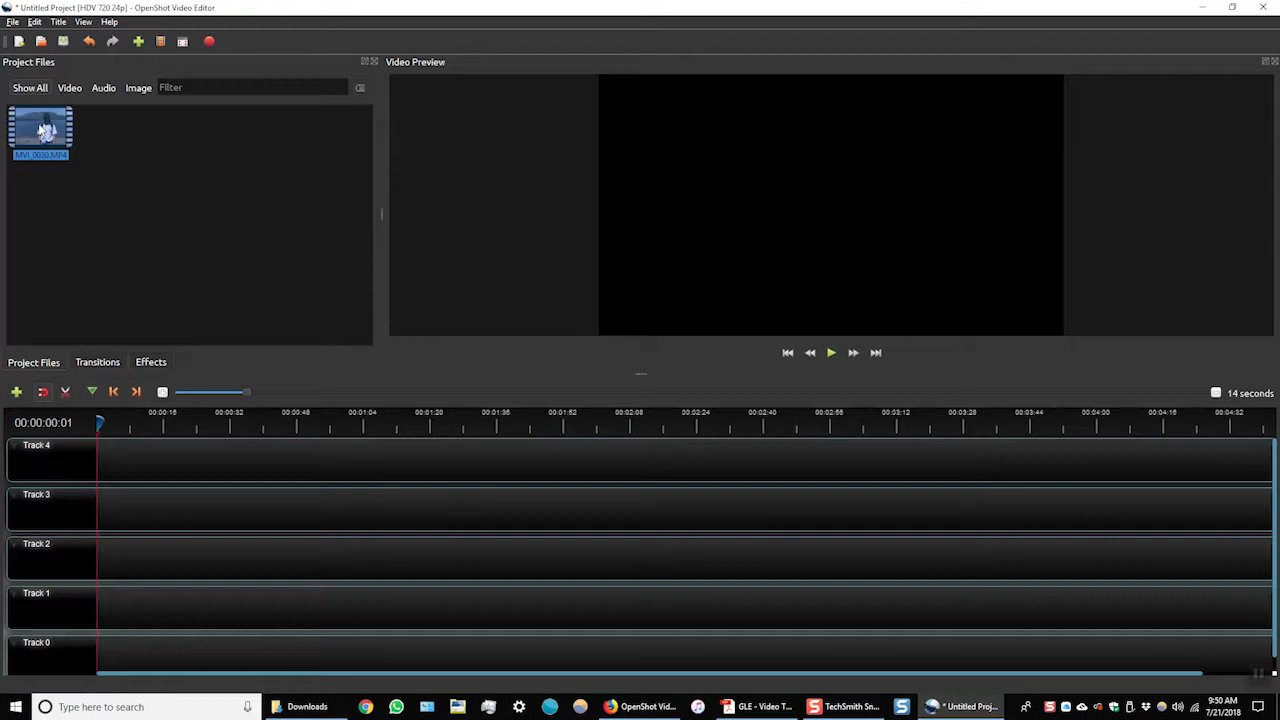 * Untitled Project [HDV 720 24p] - OpenShot Video Editor
File Edit Title View Help
Project Files
Video Preview
Show All Video Audio Image Filter
MVI_0030.MP4
Project Files Transitions Effects
14 seconds
00:00:00:01
00:00:16 00:00:32 00:00:48 00:01:04 00:01:20 00:01:36 00:01:52 00:02:08 00:02:24 00:02:40 00:02:56 00:03:12 00:03:28 00:03:44 00:04:00 00:04:16 00:04:32
Track 4
Track 3
Track 2
Track 1
Track 0
Type here to search
Downloads
OpenShot Vid...
GLE - Video T...
TechSmith Sn...
* Untitled Proj...
9:50 AM
7/21/2018